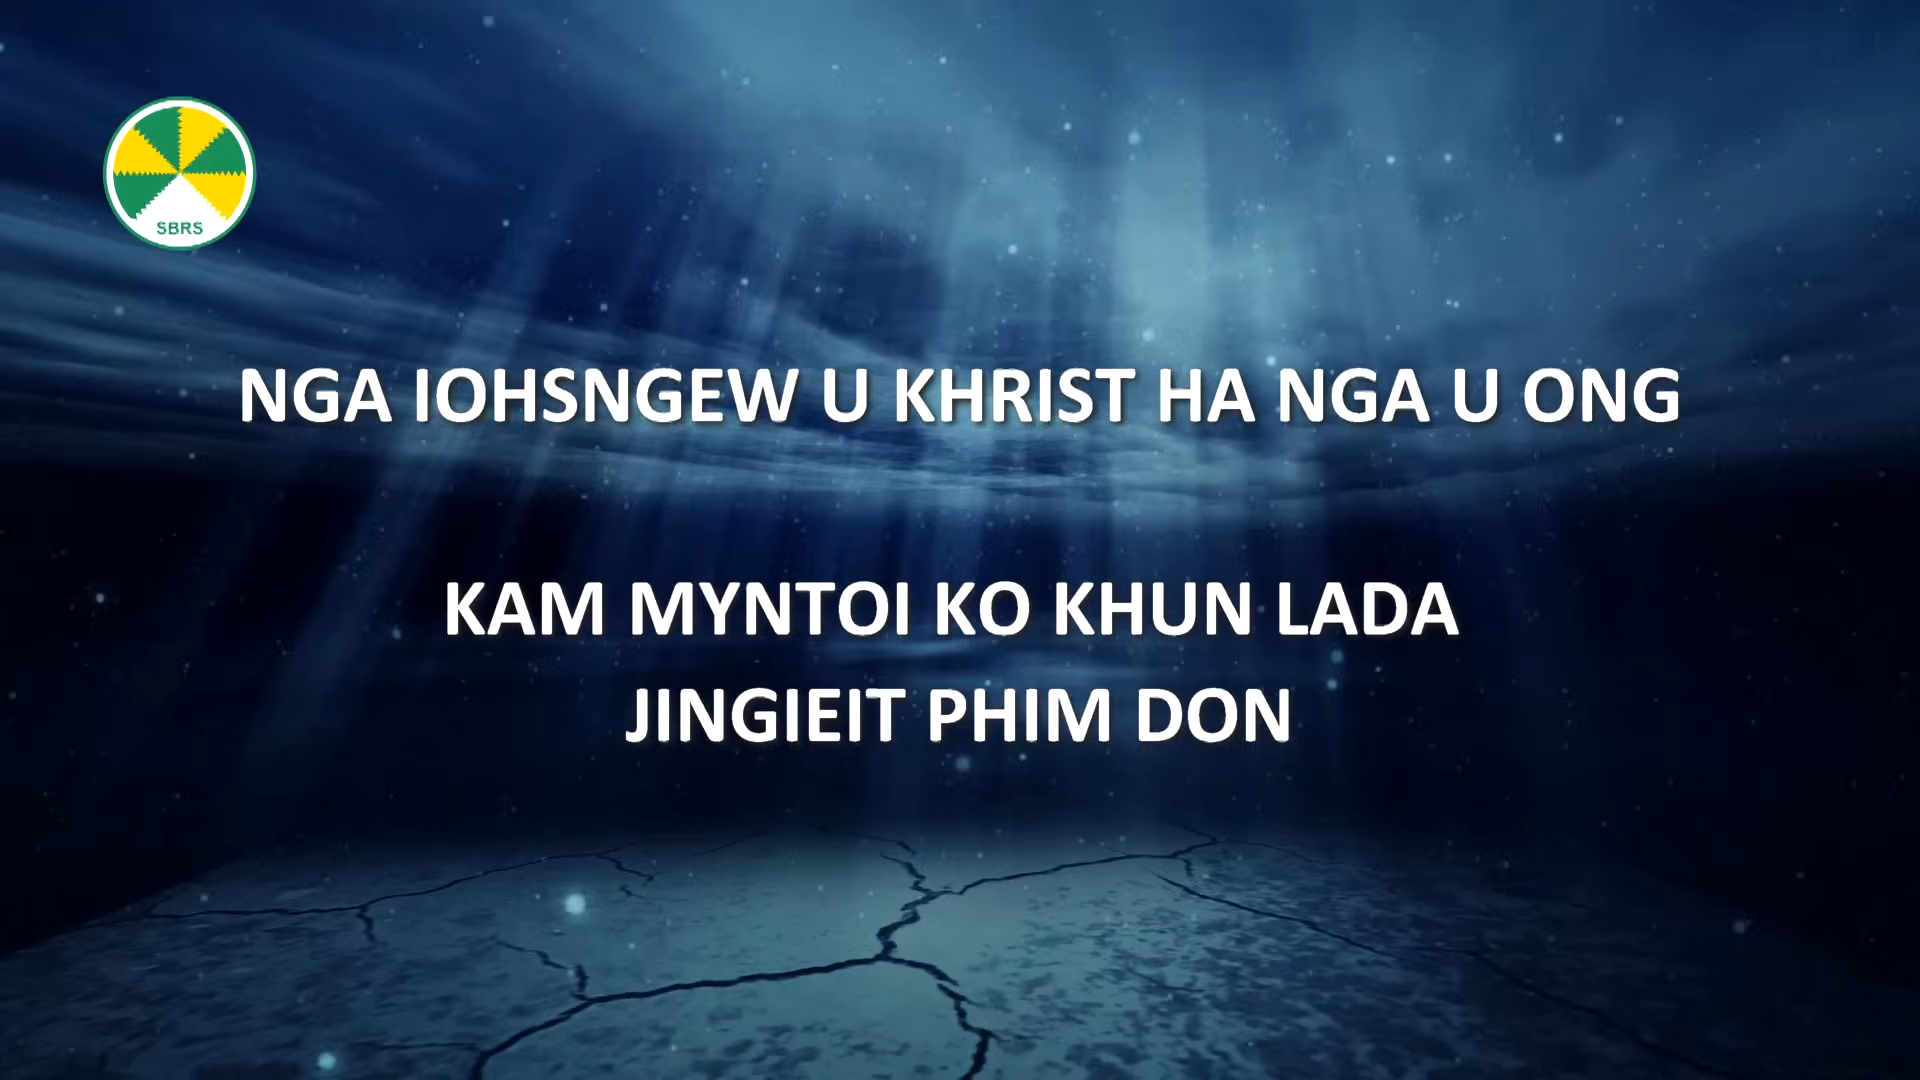 SBRS
NGA IOHSNGEW U KHRIST HA NGA U ONG
KAM MYNTOI KO KHUN LADA
JINGIEIT PHIM DON